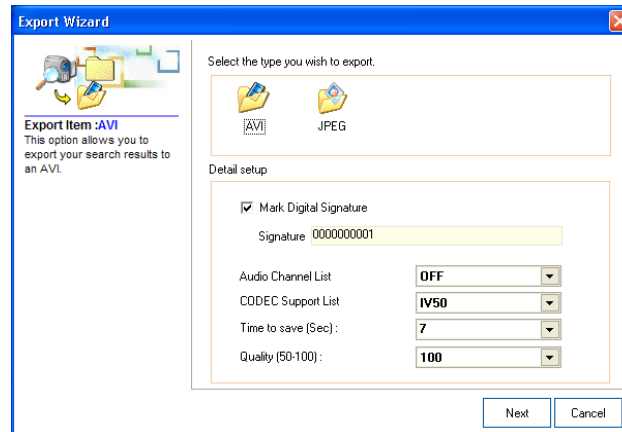 Export Wizard
Export Item :AVI
This option allows you to
export your search results to
an AVI.
Select the type you wish to export.
AVI
JPEG
Detail setup
Mark Digital Signature
Signature 0000000001
Audio Channel List OFF
CODEC Support List IV50
Time to save (Sec) : 7
Quality (50-100) : 100
Next
Cancel